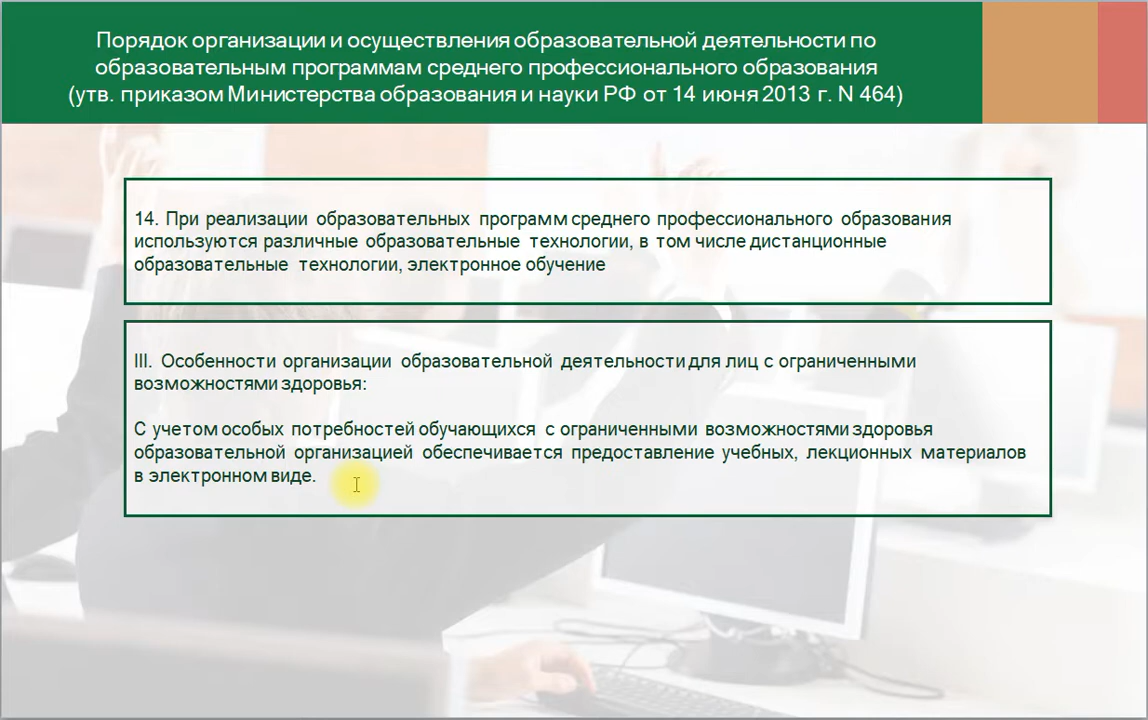 Порядок организации и осуществления образовательной деятельности по
образовательным программам среднего профессионального образования
(утв. приказом Министерства образования и науки РФ от 14 июня 2013 г. N 464)
14. При реализации образовательных программ среднего профессионального образования
используются различные образовательные технологии, в том числе дистанционные
образовательные технологии, электронное обучение
III. Особенности организации образовательной деятельности для лиц с ограниченными
возможностями здоровья:
С учетом особых потребностей обучающихся с ограниченными возможностями здоровья
образовательной организацией обеспечивается предоставление учебных, лекционных материалов
в электронном виде.